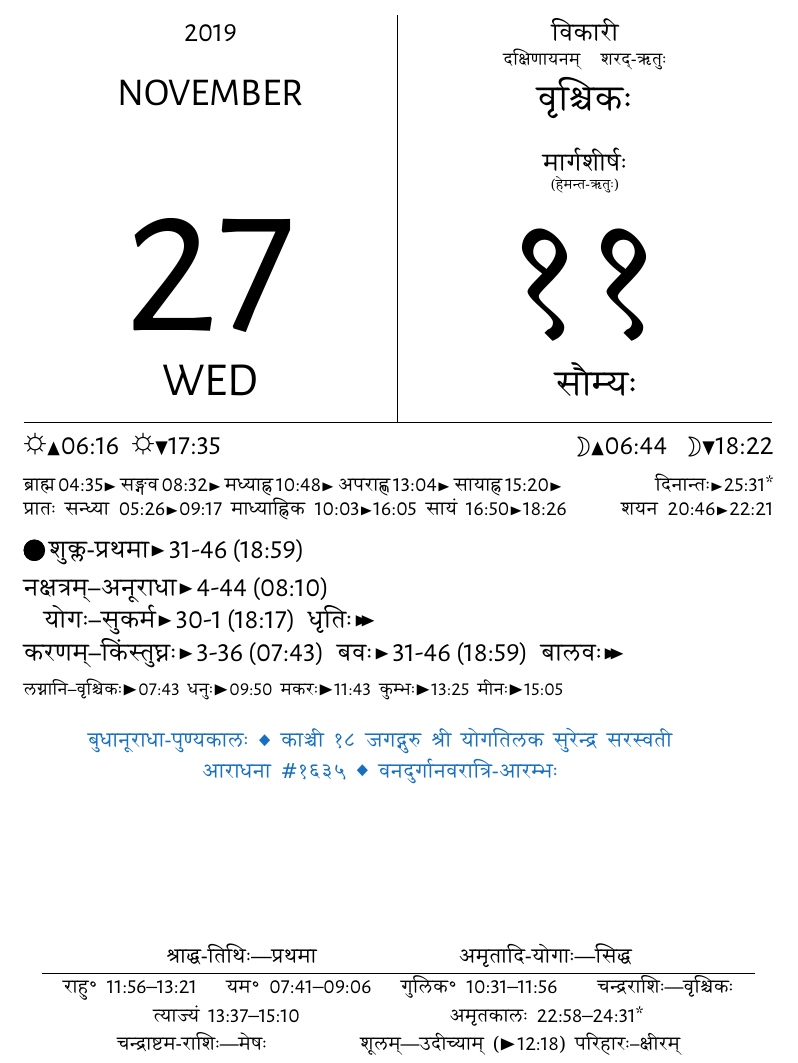 2019
NOVEMBER
27
WED
विकारी
दक्षिणायनम् शरद्-ऋतुः
वृश्चिकः
मार्गशीर्षः
(हेमन्त-ऋतुः)
११
सौम्यः
☼▲06:16 ☼▼17:35 ☽▲06:44 ☽▼18:22
ब्राह्म 04:35► सङ्गव 08:32► मध्याह्न 10:48► अपराह्ण 13:04► सायाह्न 15:20► दिनान्तः►25:31*
प्रातः सन्ध्या 05:26►09:17 माध्याह्निक 10:03►16:05 सायं 16:50►18:26 शयन 20:46►22:21
●शुक्ल-प्रथमा► 31-46 (18:59)
नक्षत्रम्–अनूराधा► 4-44 (08:10)
योगः–सुकर्म► 30-1 (18:17) धृतिः►►
करणम्–किंस्तुघ्नः► 3-36 (07:43) बवः► 31-46 (18:59) बालवः►►
लग्नानि–वृश्चिकः►07:43 धनुः►09:50 मकरः►11:43 कुम्भः►13:25 मीनः►15:05
बुधानूराधा-पुण्यकालः ◆ काञ्ची १८ जगद्गुरु श्री योगतिलक सुरेन्द्र सरस्वती
आराधना #१६३५ ◆ वनदुर्गानवरात्रि-आरम्भः
श्राद्ध-तिथिः—प्रथमा अमृतादि-योगाः—सिद्ध
राहु° 11:56–13:21 यम° 07:41–09:06 गुलिक° 10:31–11:56 चन्द्रराशिः—वृश्चिकः
त्याज्यं 13:37–15:10 अमृतकालः 22:58–24:31*
चन्द्राष्टम-राशिः—मेषः शूलम्—उदीच्याम् (►12:18) परिहारः–क्षीरम्